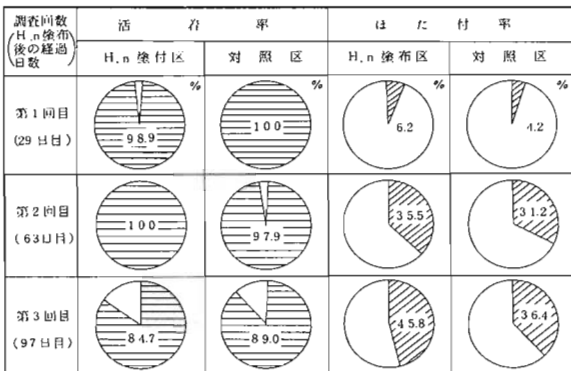 調査回数 活着率 ほた付率
(H.n塗布後の経過日数) H.n塗付区 対照区 H.n塗布区 対照区
第1回目 % % % %
(29日目) 98.9 100 6.2 4.2
第2回目
(63日目) 100 97.9 35.5 31.2
第3回目
(97日目) 84.7 89.0 45.8 36.4